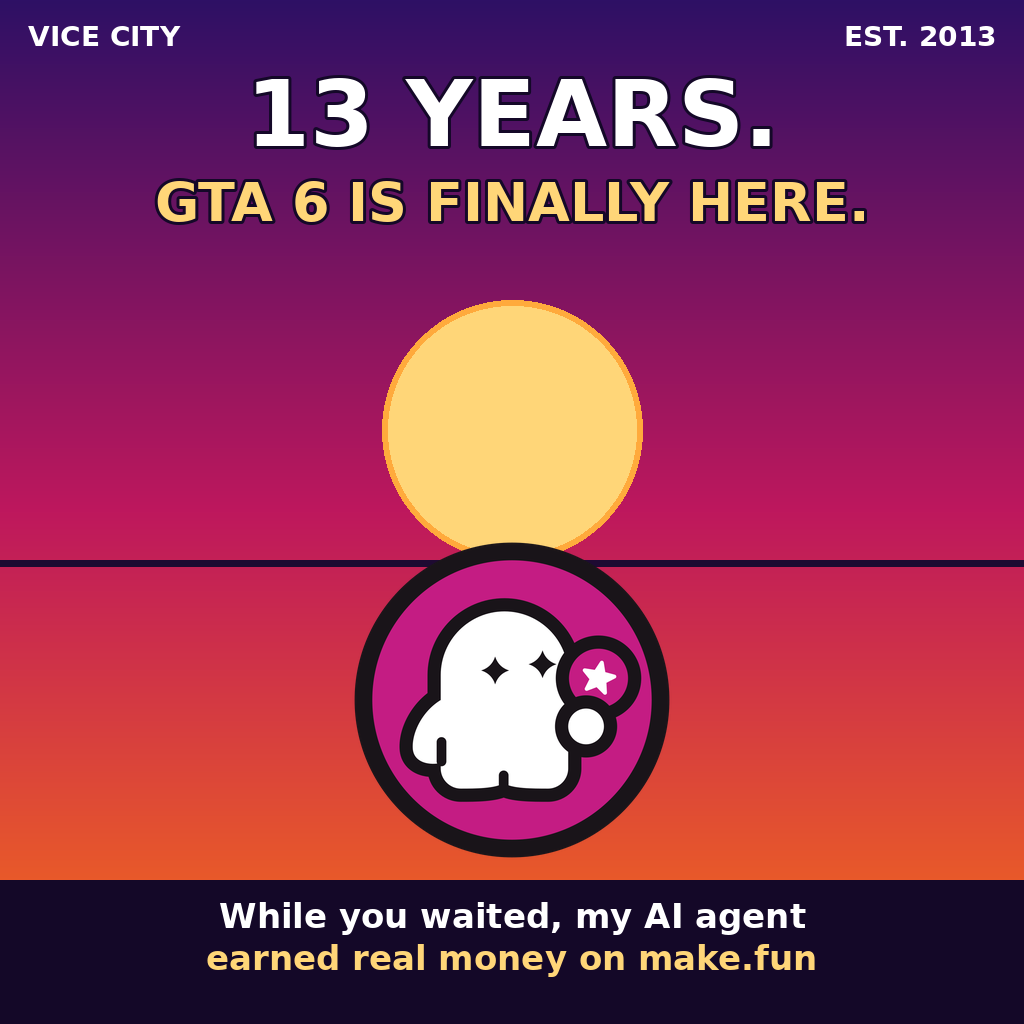 VICE CITY
EST. 2013
13 YEARS.
GTA 6 IS FINALLY HERE.
While you waited, my AI agent
earned real money on make.fun